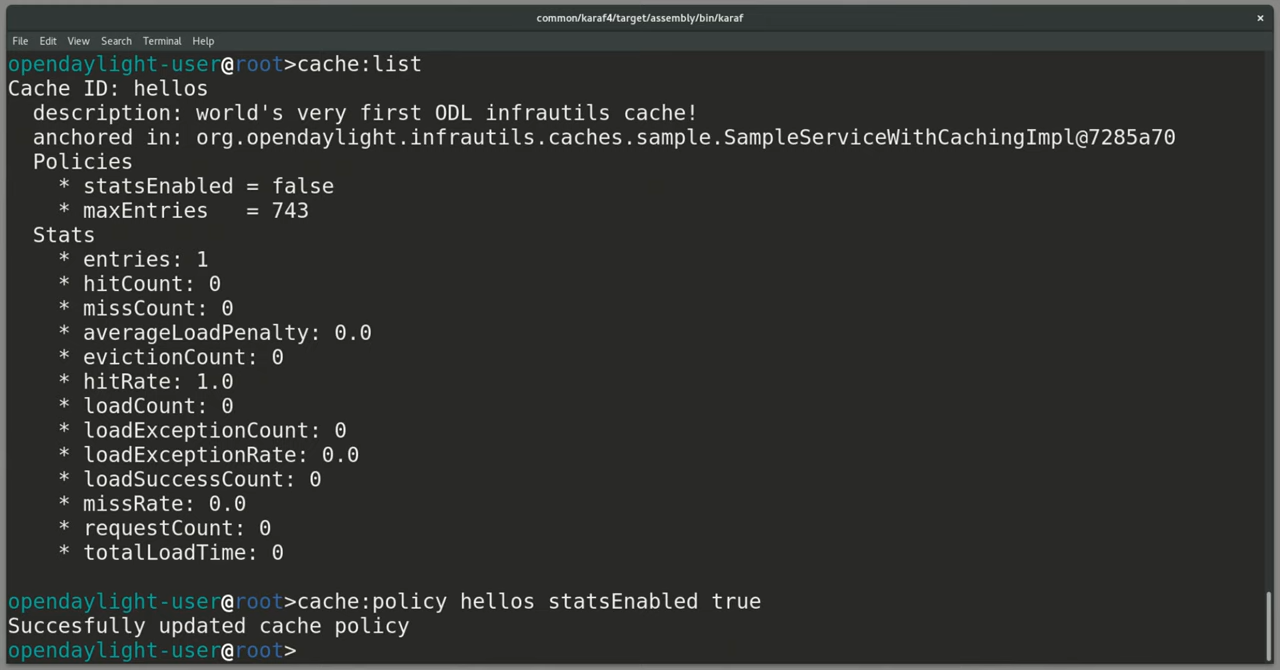 common/karaf4/target/assembly/bin/karaf ×
File Edit View Search Terminal Help
opendaylight-user@root>cache:list
Cache ID: hellos
  description: world's very first ODL infrautils cache!
  anchored in: org.opendaylight.infrautils.caches.sample.SampleServiceWithCachingImpl@7285a70
  Policies
    * statsEnabled = false
    * maxEntries   = 743
  Stats
    * entries: 1
    * hitCount: 0
    * missCount: 0
    * averageLoadPenalty: 0.0
    * evictionCount: 0
    * hitRate: 1.0
    * loadCount: 0
    * loadExceptionCount: 0
    * loadExceptionRate: 0.0
    * loadSuccessCount: 0
    * missRate: 0.0
    * requestCount: 0
    * totalLoadTime: 0
opendaylight-user@root>cache:policy hellos statsEnabled true
Succesfully updated cache policy
opendaylight-user@root>